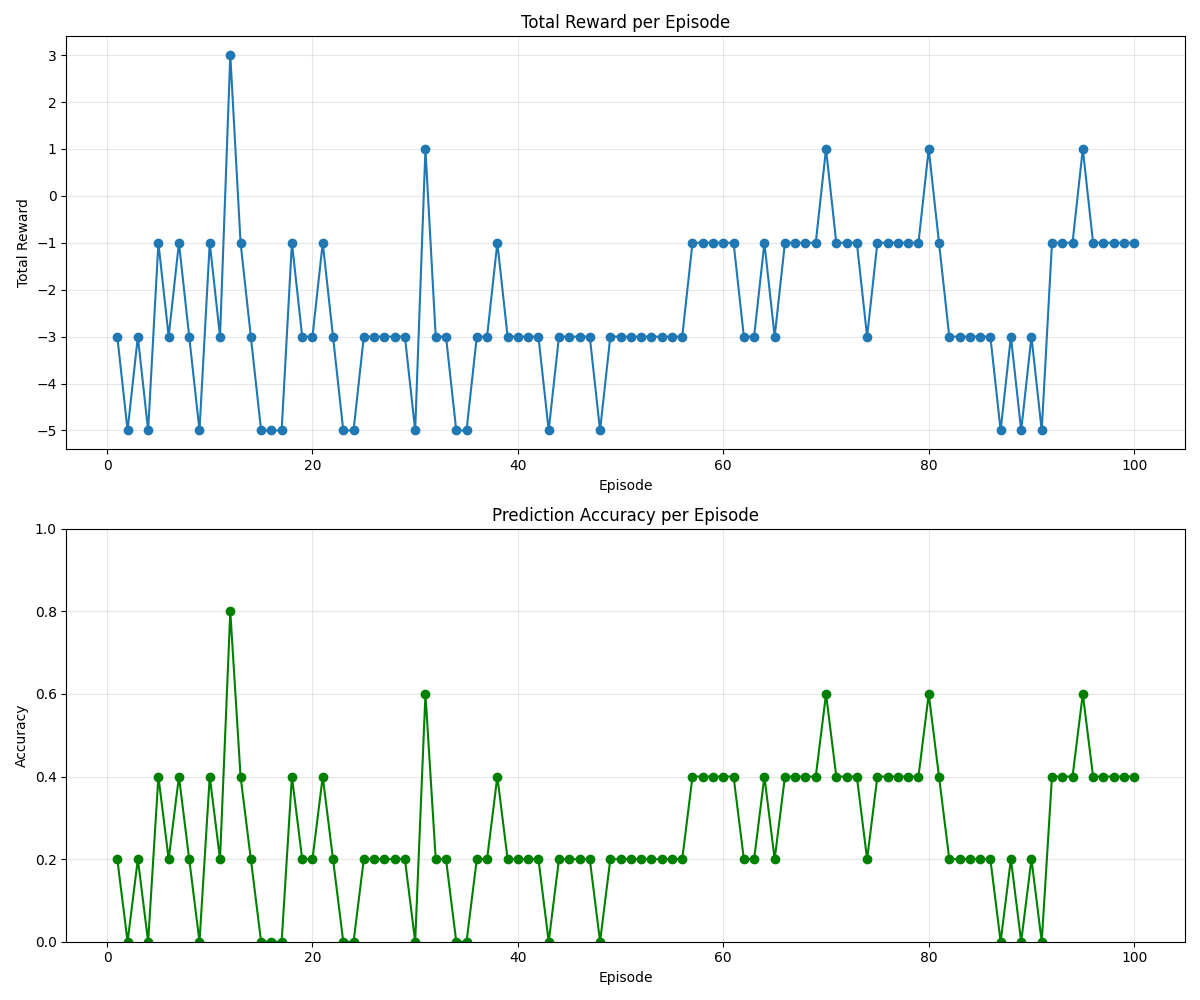 Total Reward per Episode
3
2
1
0
−1
−2
−3
−4
−5
Total Reward
0 20 40 60 80 100
Episode
Prediction Accuracy per Episode
1.0
0.8
0.6
0.4
0.2
0.0
Accuracy
0 20 40 60 80 100
Episode